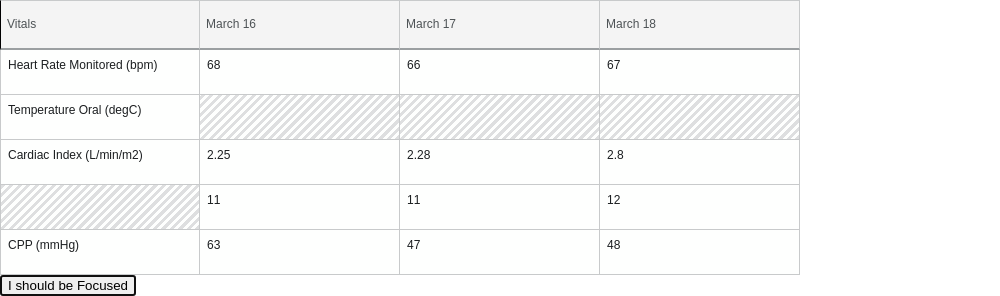 Vitals March 16 March 17 March 18
Heart Rate Monitored (bpm) 68 66 67
Temperature Oral (degC)
Cardiac Index (L/min/m2) 2.25 2.28 2.8
11 11 12
CPP (mmHg) 63 47 48
I should be Focused